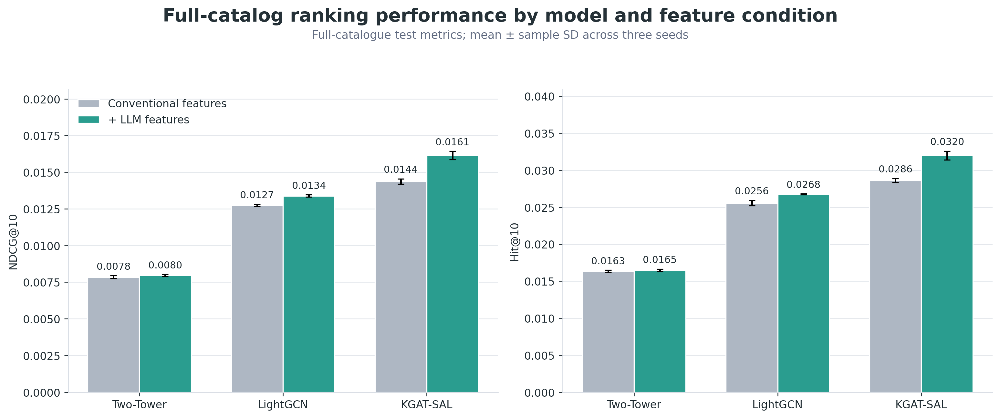 Full-catalog ranking performance by model and feature condition
Full-catalogue test metrics; mean ± sample SD across three seeds
NDCG@10
0.0200
0.0175
0.0150
0.0125
0.0100
0.0075
0.0050
0.0025
0.0000
Conventional features
+ LLM features
0.0078
0.0080
0.0127
0.0134
0.0144
0.0161
Two-Tower
LightGCN
KGAT-SAL
Hit@10
0.040
0.035
0.030
0.025
0.020
0.015
0.010
0.005
0.000
0.0163
0.0165
0.0256
0.0268
0.0286
0.0320
Two-Tower
LightGCN
KGAT-SAL